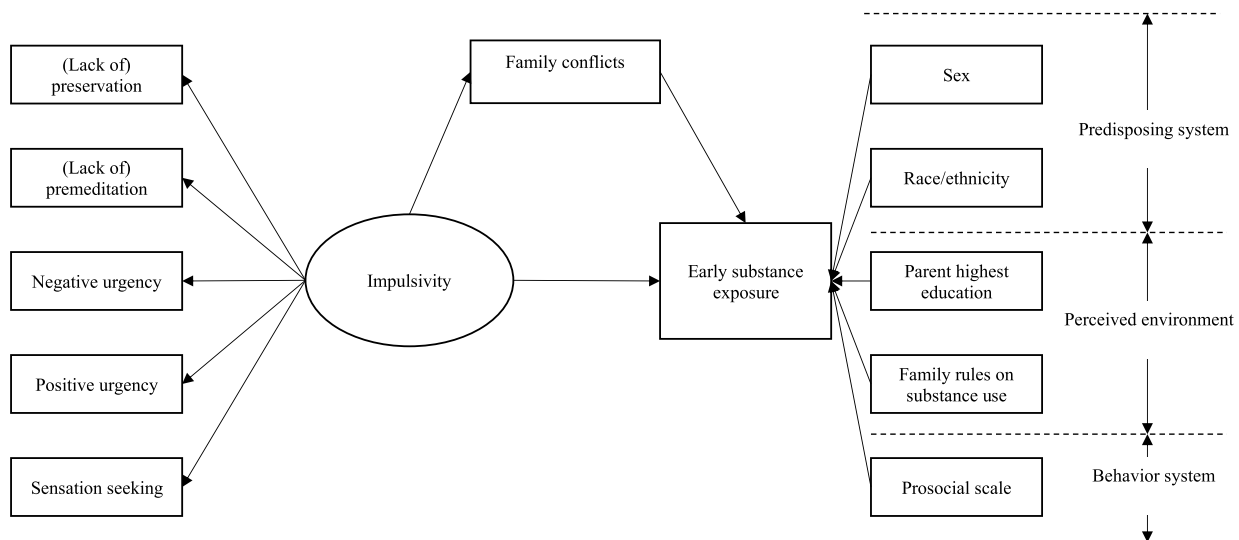 (Lack of)
preservation
(Lack of)
premeditation
Negative urgency
Positive urgency
Sensation seeking
Impulsivity
Family conflicts
Early substance
exposure
Sex
Race/ethnicity
Parent highest
education
Family rules on
substance use
Prosocial scale
Predisposing system
Perceived environment
Behavior system